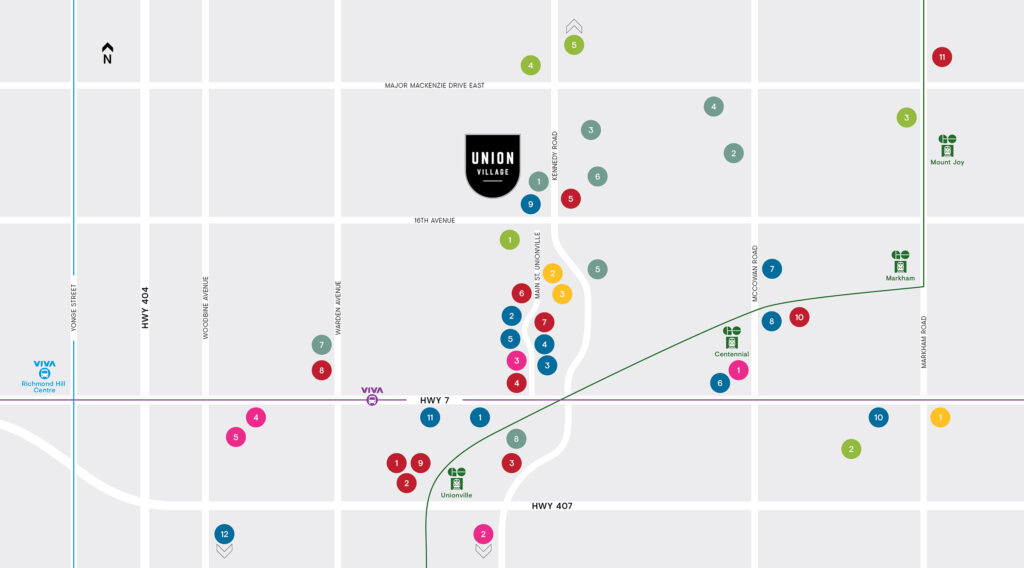 5
4
11
N
MAJOR MACKENZIE DRIVE EAST
4
3
3
KENNEDY ROAD
UNION
VILLAGE
2
Mount Joy
6
1
5
9
16TH AVENUE
1
MAIN ST. UNIONVILLE
5
2
3
7
MCCOWAN ROAD
Markham
YONGE STREET
HWY 404
WOODBINE AVENUE
WARDEN AVENUE
6
2
7
8
10
MARKHAM ROAD
5
4
7
3
3
8
4
Centennial
1
6
VIVA
Richmond Hill
Centre
VIVA
HWY 7
4
5
11
1
8
10
1
2
1
9
2
3
Unionville
HWY 407
12
2